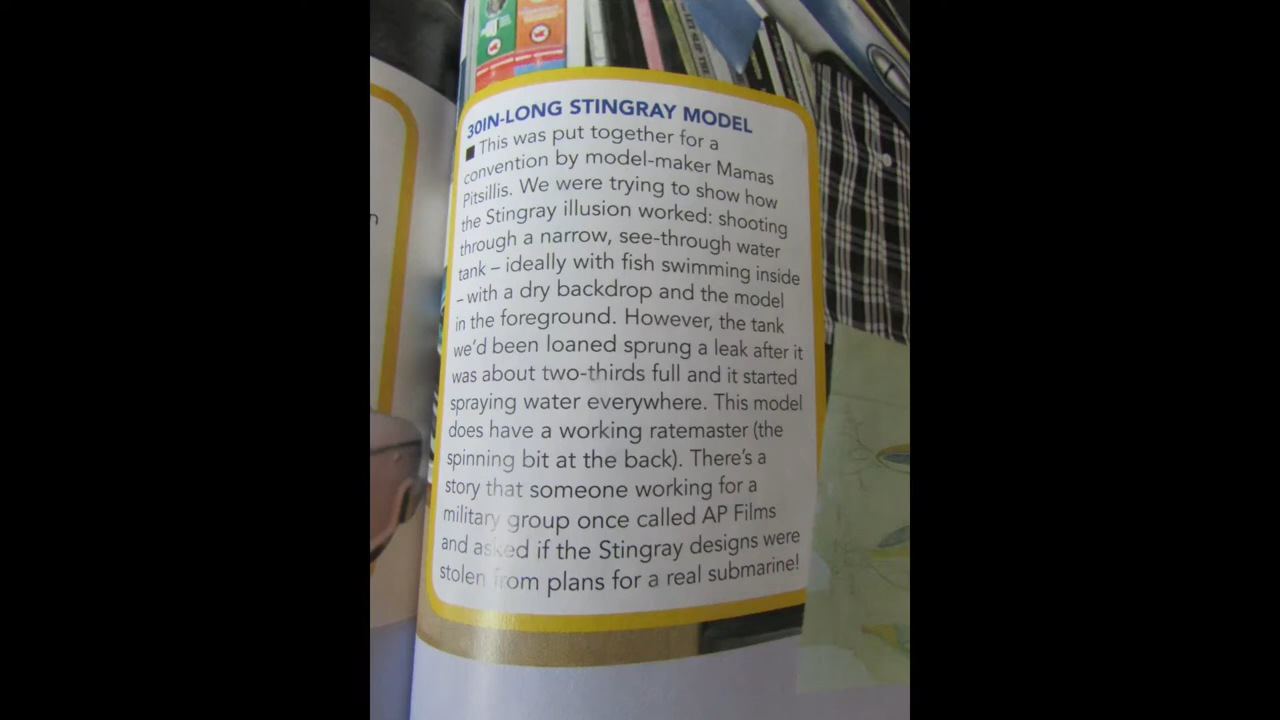 30IN-LONG STINGRAY MODEL
■ This was put together for a
convention by model-maker Mamas
Pitsillis. We were trying to show how
the Stingray illusion worked: shooting
through a narrow, see-through water
tank – ideally with fish swimming inside
– with a dry backdrop and the model
in the foreground. However, the tank
we'd been loaned sprung a leak after it
was about two-thirds full and it started
spraying water everywhere. This model
does have a working ratemaster (the
spinning bit at the back). There's a
story that someone working for a
military group once called AP Films
and asked if the Stingray designs were
stolen from plans for a real submarine!